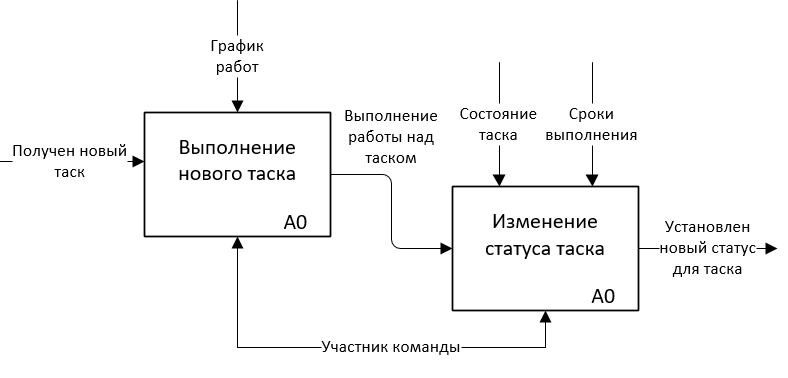 График
работ
Получен новый
таск
Выполнение
нового таска
A0
Выполнение
работы над
таском
Состояние
таска
Сроки
выполнения
Изменение
статуса таска
A0
Установлен
новый статус
для таска
Участник команды